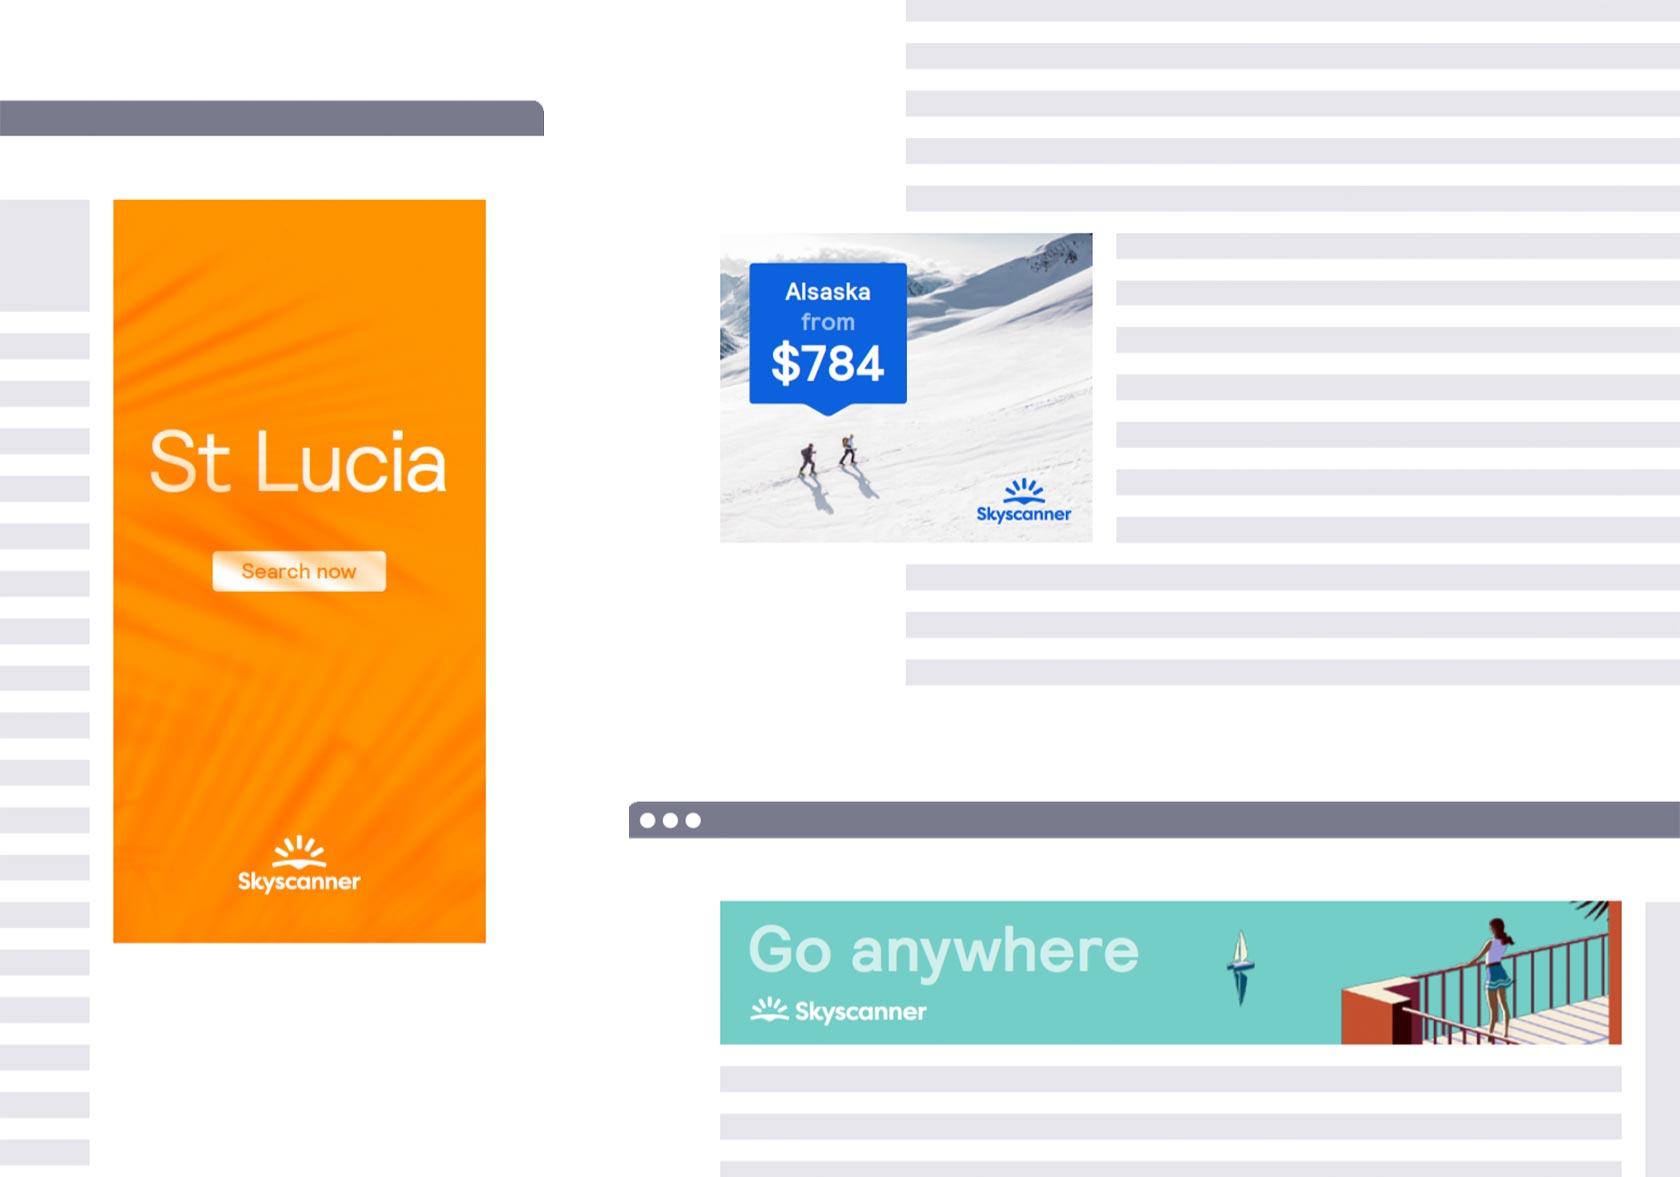 St Lucia
Search now
Skyscanner
Alsaska
from
$784
Skyscanner
Go anywhere
Skyscanner